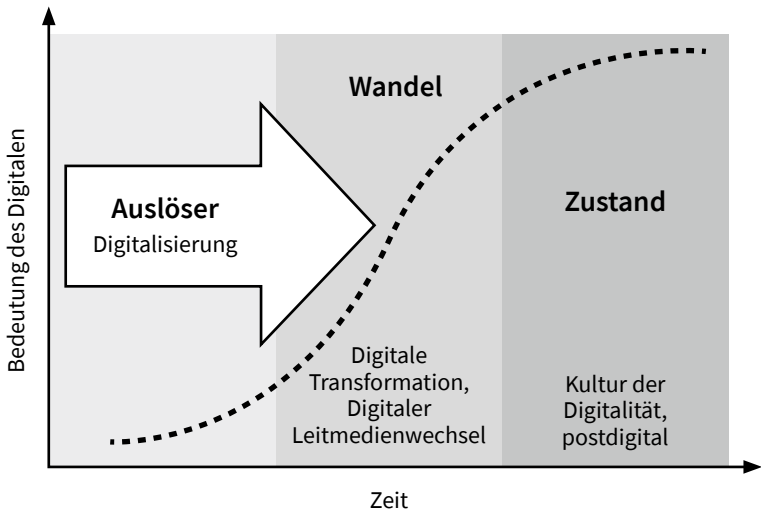 Bedeutung des Digitalen
Wandel
Auslöser
Digitalisierung
Zustand
Digitale
Transformation,
Digitaler
Leitmedienwechsel
Kultur der
Digitalität,
postdigital
Zeit